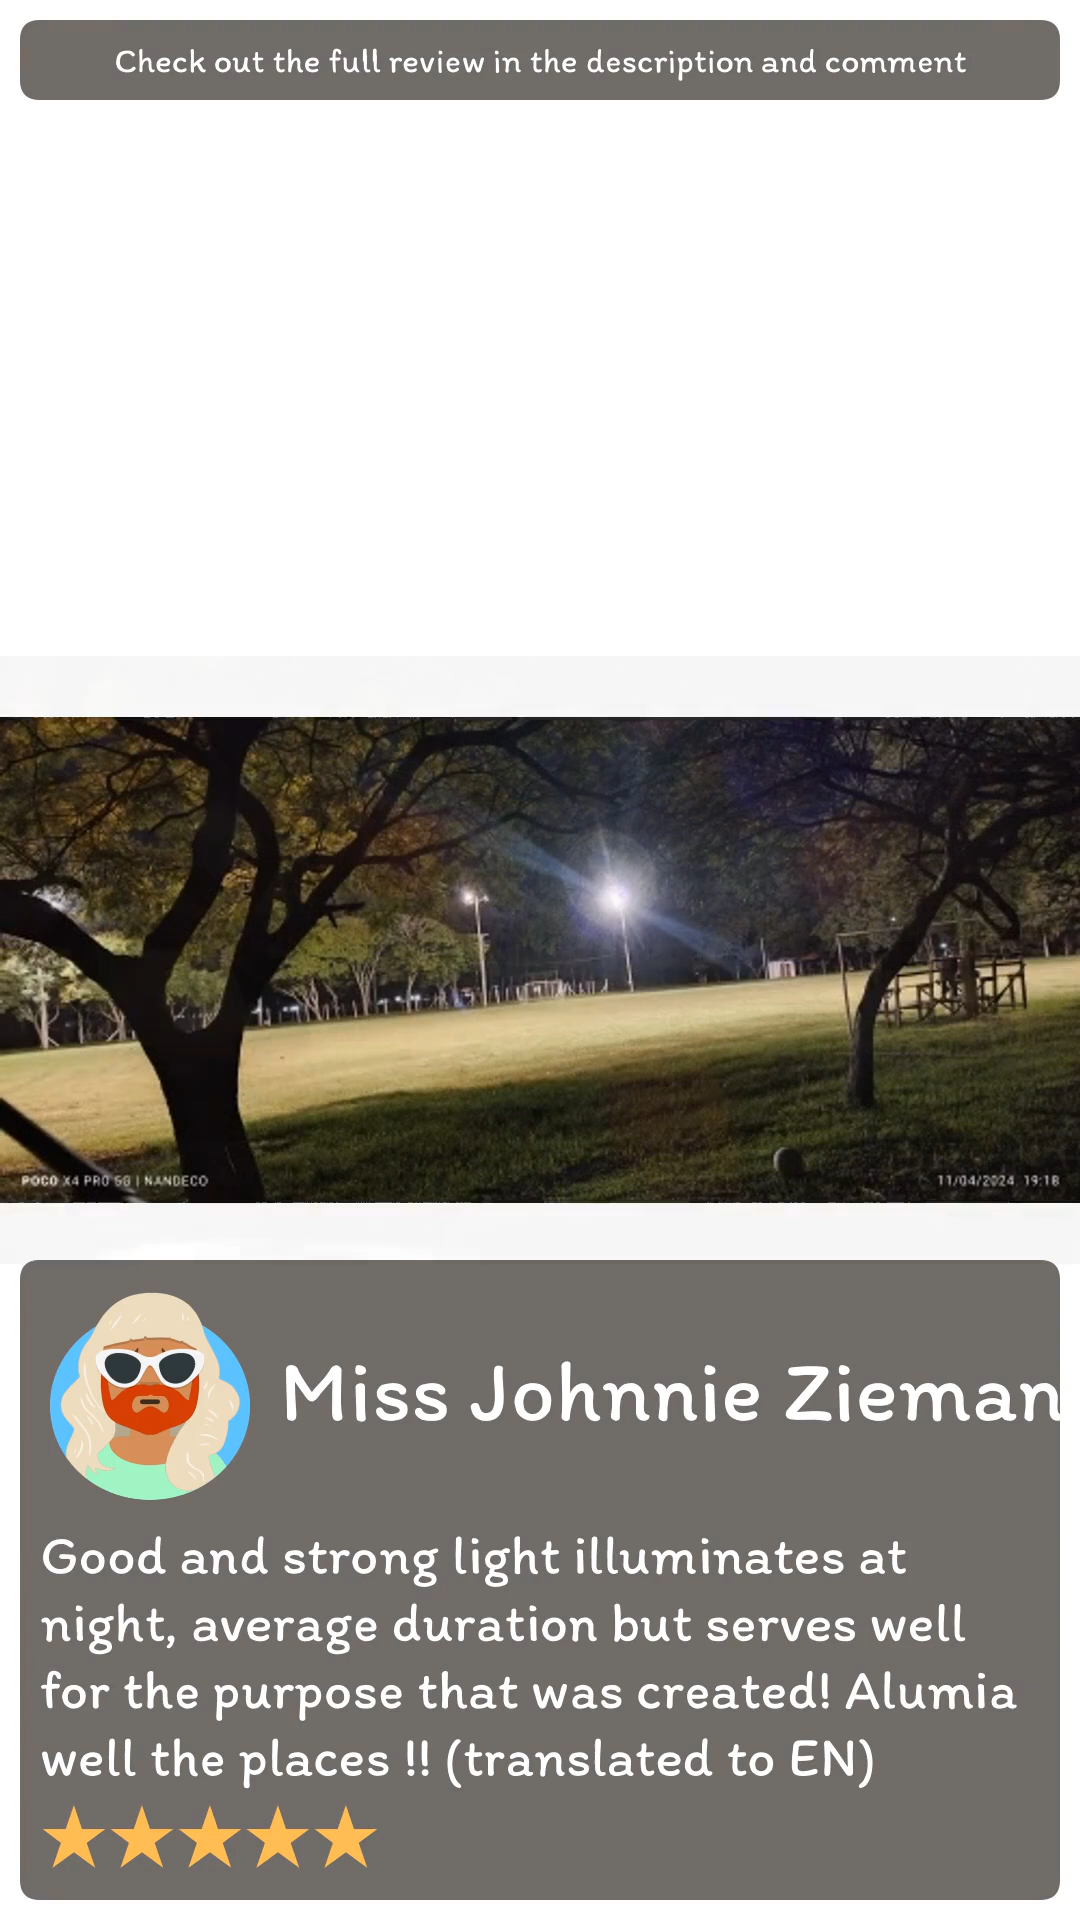 Check out the full review in the description and comment
POCO X4 PRO 5G | NANDECO
11/04/2024 19:18
Miss Johnnie Zieman
Good and strong light illuminates at
night, average duration but serves well
for the purpose that was created! Alumia
well the places !! (translated to EN)